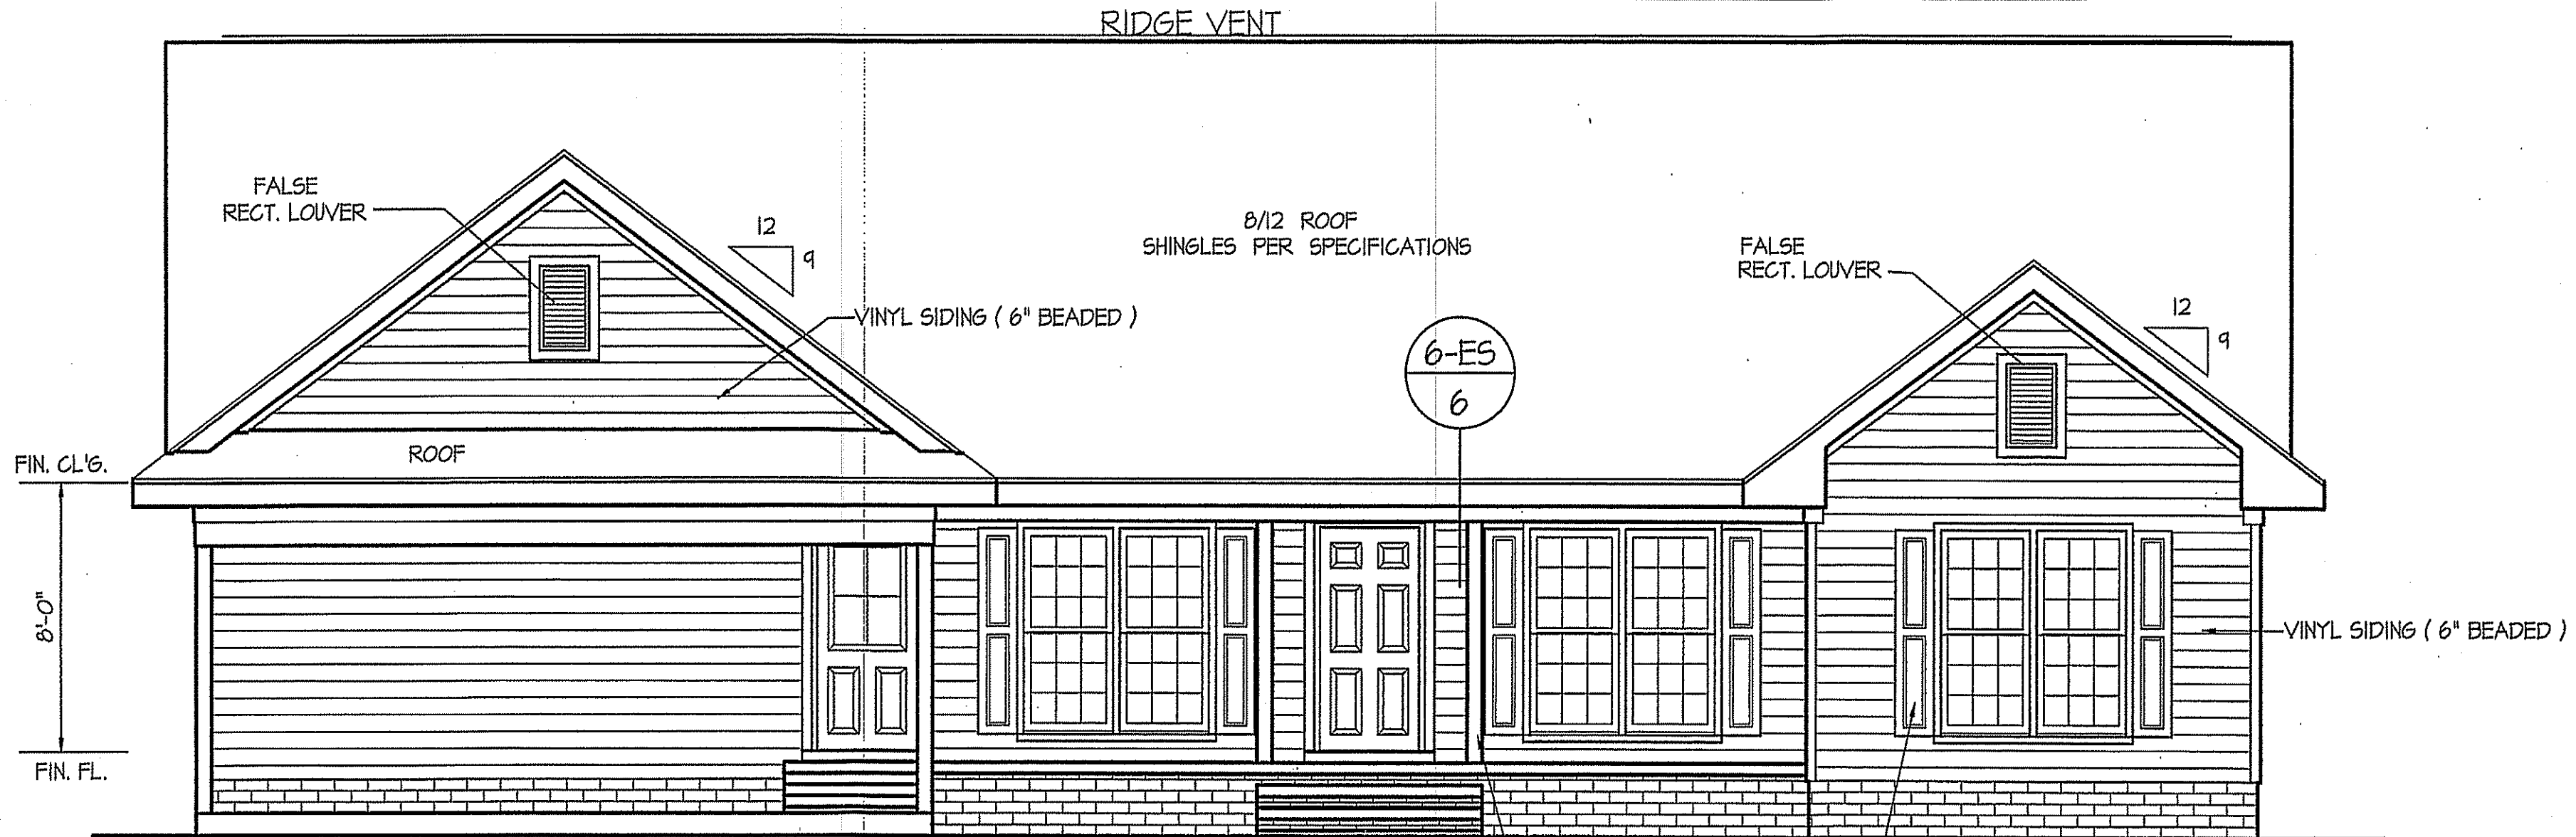 RIDGE VENT
FALSE
RECT. LOUVER
12
9
8/12 ROOF
SHINGLES PER SPECIFICATIONS
FALSE
RECT. LOUVER
12
9
VINYL SIDING ( 6" BEADED )
6-ES
6
ROOF
FIN. CL'G.
8'-0"
VINYL SIDING ( 6" BEADED )
FIN. FL.